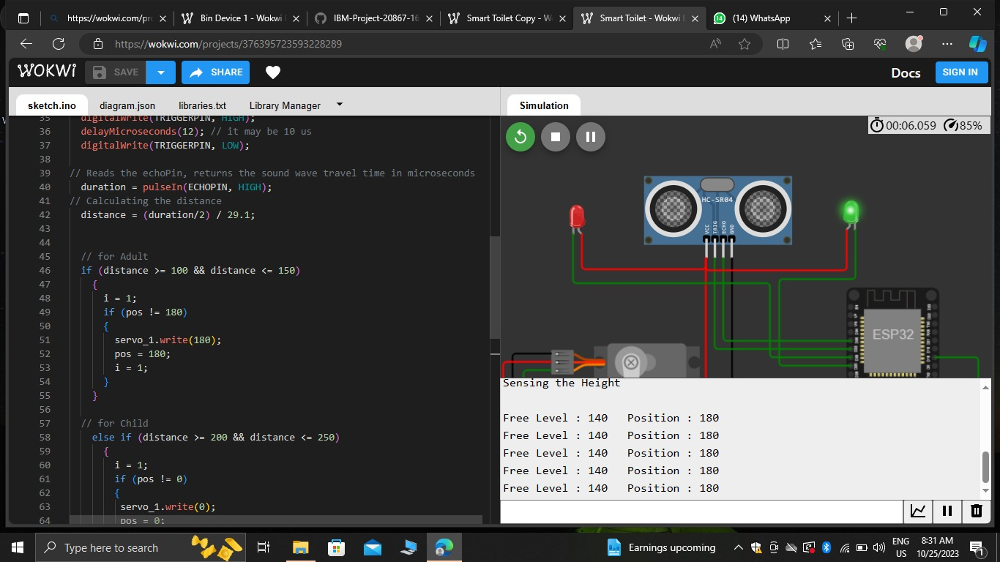 https://wokwi.com/pr
Bin Device 1 - Wokwi
IBM-Project-20867-16
Smart Toilet Copy - W
Smart Toilet - Wokwi
14
(14) WhatsApp
https://wokwi.com/projects/376395723593228289
WOKWI
SAVE
SHARE
Docs
SIGN IN
sketch.ino
diagram.json
libraries.txt
Library Manager
Simulation
35 digitalWrite(TRIGGERPIN, HIGH);
36 delayMicroseconds(12); // it may be 10 us
37 digitalWrite(TRIGGERPIN, LOW);
38
39 // Reads the echoPin, returns the sound wave travel time in microseconds
40 duration = pulseIn(ECHOPIN, HIGH);
41 // Calculating the distance
42 distance = (duration/2) / 29.1;
43
44
45 // for Adult
46 if (distance >= 100 && distance <= 150)
47 {
48 i = 1;
49 if (pos != 180)
50 {
51 servo_1.write(180);
52 pos = 180;
53 i = 1;
54 }
55 }
56
57 // for Child
58 else if (distance >= 200 && distance <= 250)
59 {
60 i = 1;
61 if (pos != 0)
62 {
63 servo_1.write(0);
64 pos = 0;
00:06.059 85%
HC-SR04
VCC
TRIG
ECHO
GND
ESP32
Sensing the Height
Free Level : 140 Position : 180
Free Level : 140 Position : 180
Free Level : 140 Position : 180
Free Level : 140 Position : 180
Free Level : 140 Position : 180
Type here to search
Earnings upcoming
ENG
US
8:31 AM
10/25/2023
1